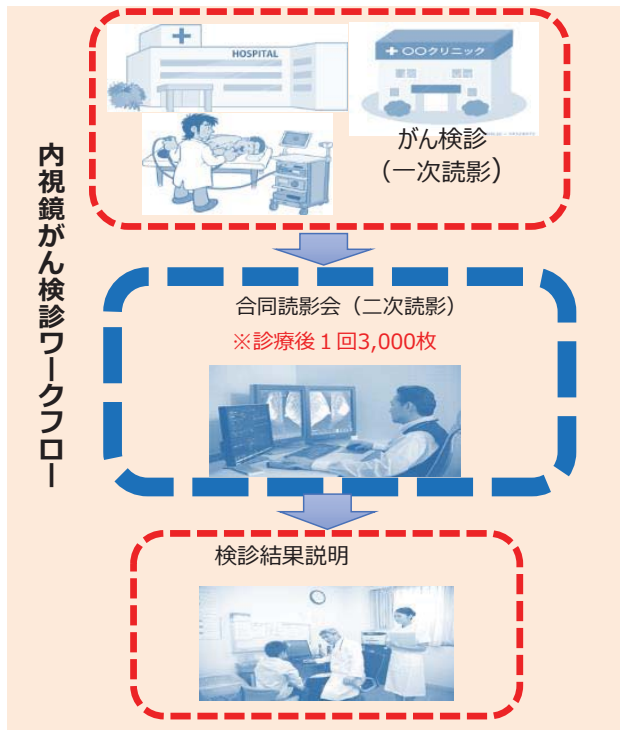 内視鏡がん検診ワークフロー
HOSPITAL
〇〇クリニック
がん検診
(一次読影)
合同読影会（二次読影）
※診療後１回3,000枚
検診結果説明